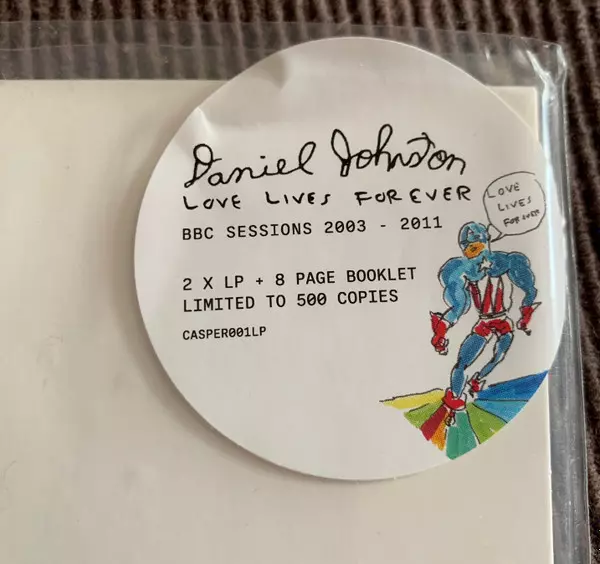 Daniel Johnston
LOVE LIVES FOREVER
BBC SESSIONS 2003 - 2011
2 X LP + 8 PAGE BOOKLET
LIMITED TO 500 COPIES
CASPER001LP
LOVE
LIVES
FOREVER